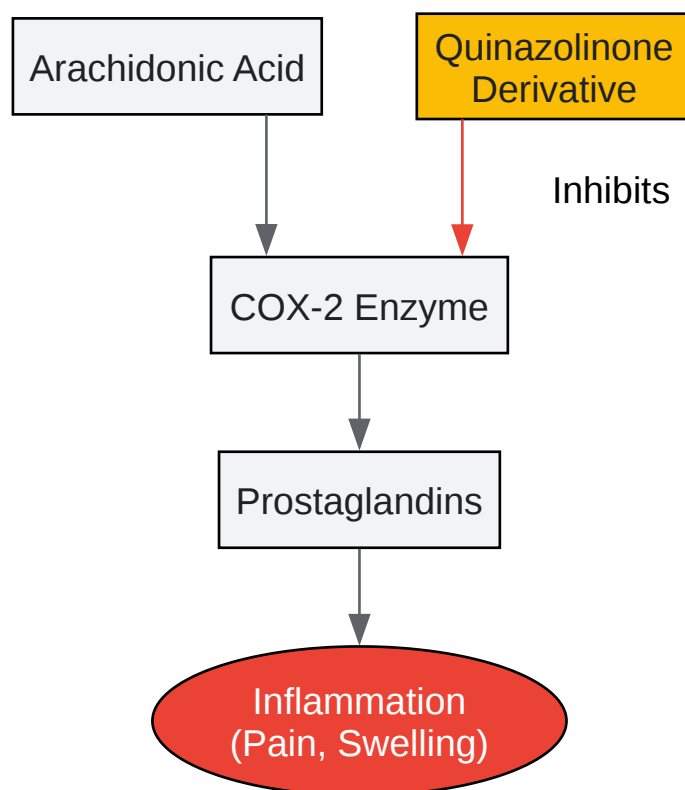 Arachidonic Acid
Quinazolinone
Derivative
Inhibits
COX-2 Enzyme
Prostaglandins
Inflammation
(Pain, Swelling)